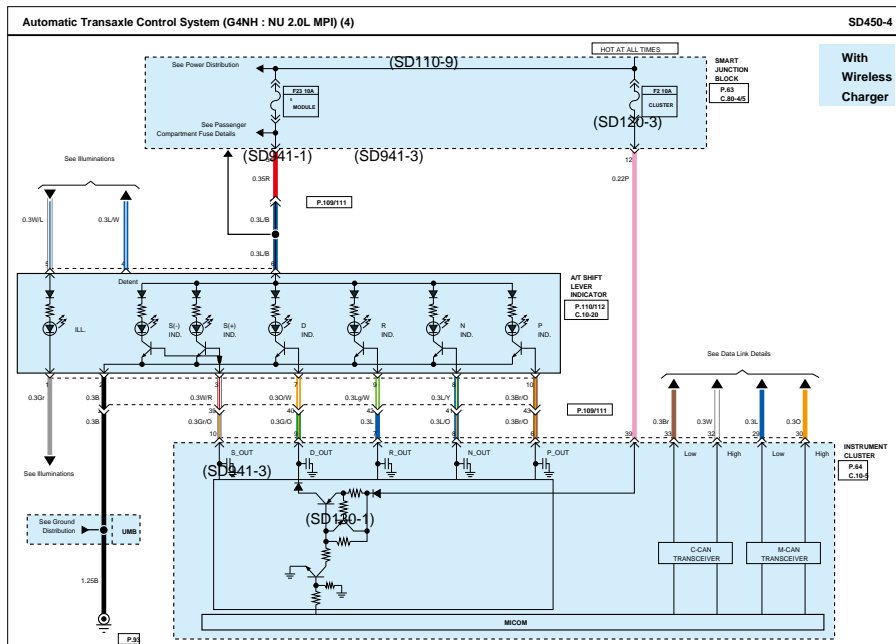 Automatic Transaxle Control System (G4NH : NU 2.0L MPI) (4)
SD450-4
HOT AT ALL TIMES
See Power Distribution
(SD110-9)
SMART
JUNCTION
BLOCK
P.63
C.80-4/5
With
Wireless
Charger
F23 10A
MODULE
F2 10A
CLUSTER
See Passenger
Compartment Fuse Details
(SD120-3)
(SD941-1)
(SD941-3)
12
See Illuminations
0.35R
0.22P
P.109/111
0.3W/L
0.3L/W
0.3L/B
0.3L/B
5
4
6
A/T SHIFT
LEVER
INDICATOR
P.110/112
C.10-20
Detent
ILL.
S(-)
IND.
S(+)
IND.
D
IND.
R
IND.
N
IND.
P
IND.
See Data Link Details
1
2
3
7
9
8
10
0.3Gr
0.3B
0.3W/R
0.3O/W
0.3Lg/W
0.3L/Y
0.3Br/O
P.109/111
39
40
42
41
43
0.3B
0.3Gr/O
0.3G/O
0.3L
0.3L/O
0.3Br/O
0.3Br
0.3W
0.3L
0.3O
10
9
7
8
6
39
33
32
29
30
INSTRUMENT
CLUSTER
P.64
C.10-5
S_OUT
D_OUT
R_OUT
N_OUT
P_OUT
Low
High
Low
High
See Illuminations
(SD941-3)
See Ground
Distribution
UMB
(SD130-1)
C-CAN
TRANSCEIVER
M-CAN
TRANSCEIVER
1.25B
MICOM
P.93